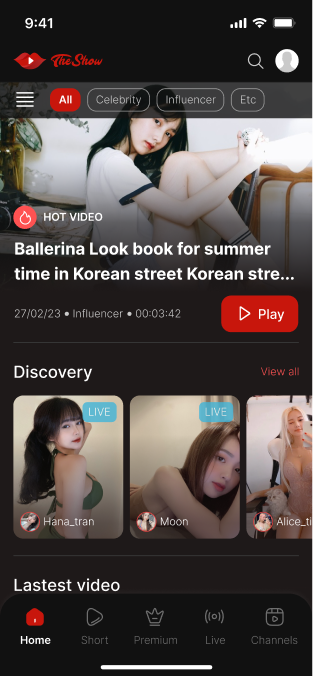 9:41
The Show
All Celebrity Influencer Etc
HOT VIDEO
Ballerina Look book for summer
time in Korean street Korean stre...
27/02/23 • Influencer • 00:03:42 Play
Discovery View all
LIVE LIVE
Hana_tran Moon Alice_ti
Lastest video
Home Short Premium Live Channels